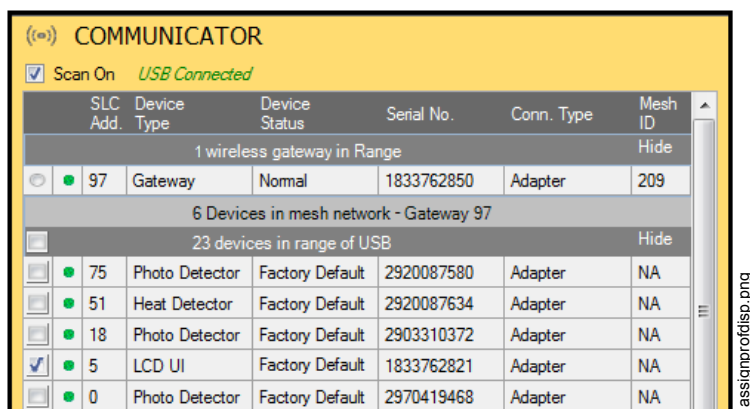 COMMUNICATOR
Scan On USB Connected
SLC Add. Device Type Device Status Serial No. Conn. Type Mesh ID
1 wireless gateway in Range Hide
97 Gateway Normal 1833762850 Adapter 209
6 Devices in mesh network - Gateway 97
23 devices in range of USB Hide
75 Photo Detector Factory Default 2920087580 Adapter NA
51 Heat Detector Factory Default 2920087634 Adapter NA
18 Photo Detector Factory Default 2903310372 Adapter NA
5 LCD UI Factory Default 1833762821 Adapter NA
0 Photo Detector Factory Default 2970419468 Adapter NA
assignprofdisp.png